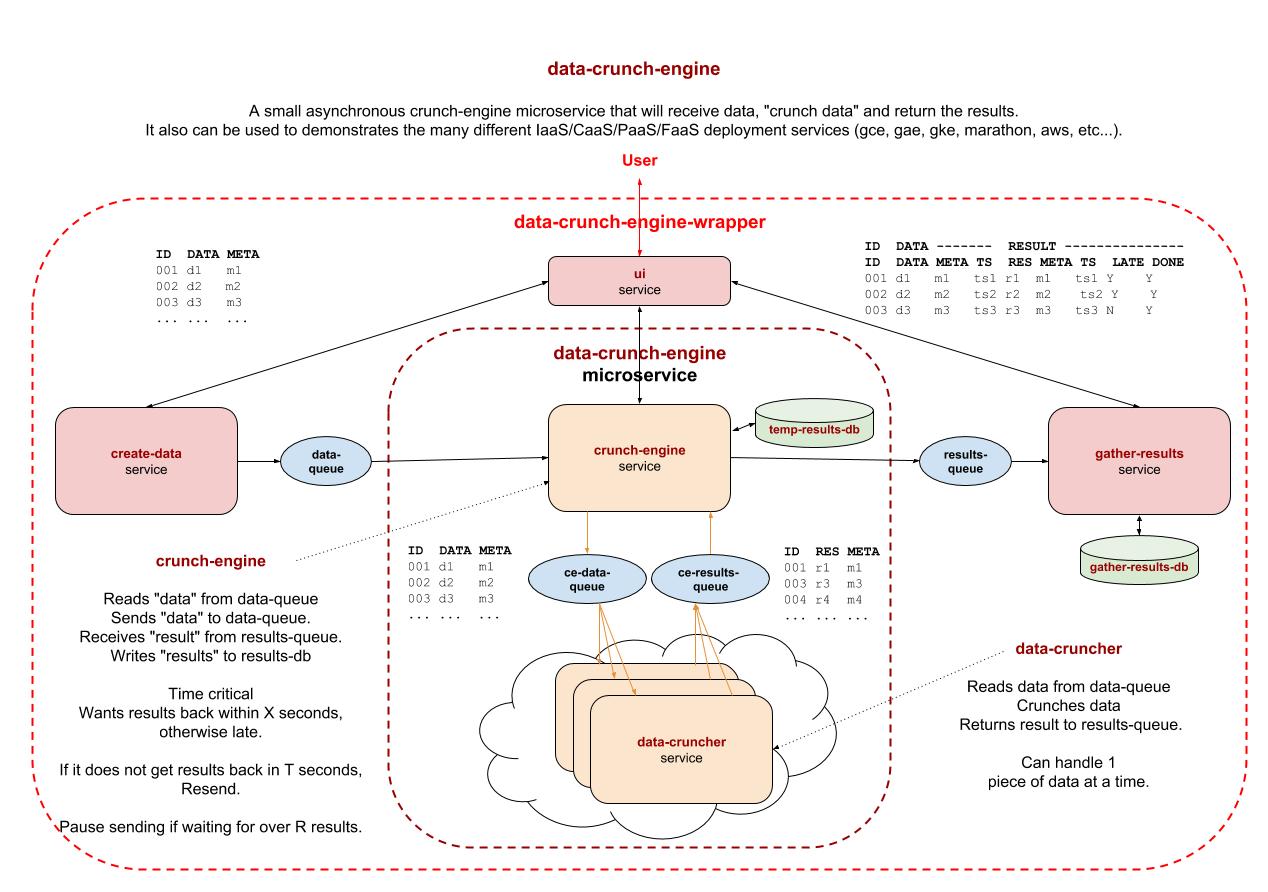 data-crunch-engine
A small asynchronous crunch-engine microservice that will receive data, "crunch data" and return the results.
It also can be used to demonstrates the many different IaaS/CaaS/PaaS/FaaS deployment services (gce, gae, gke, marathon, aws, etc...).
User
data-crunch-engine-wrapper
ID DATA META
001 d1 m1
002 d2 m2
003 d3 m3
... ... ...
ui
service
ID DATA ------- RESULT ---------------
ID DATA META TS RES META TS LATE DONE
001 d1 m1 ts1 r1 m1 ts1 Y Y
002 d2 m2 ts2 r2 m2 ts2 Y Y
003 d3 m3 ts3 r3 m3 ts3 N Y
data-crunch-engine
microservice
create-data
service
data-
queue
crunch-engine
service
temp-results-db
results-
queue
gather-results
service
gather-results-db
crunch-engine
Reads "data" from data-queue
Sends "data" to data-queue.
Receives "result" from results-queue.
Writes "results" to results-db
Time critical
Wants results back within X seconds,
otherwise late.
If it does not get results back in T seconds,
Resend.
Pause sending if waiting for over R results.
ID DATA META
001 d1 m1
002 d2 m2
003 d3 m3
... ... ...
ce-data-
queue
ce-results-
queue
ID RES META
001 r1 m1
003 r3 m3
004 r4 m4
... ... ...
data-cruncher
service
data-cruncher
Reads data from data-queue
Crunches data
Returns result to results-queue.
Can handle 1
piece of data at a time.